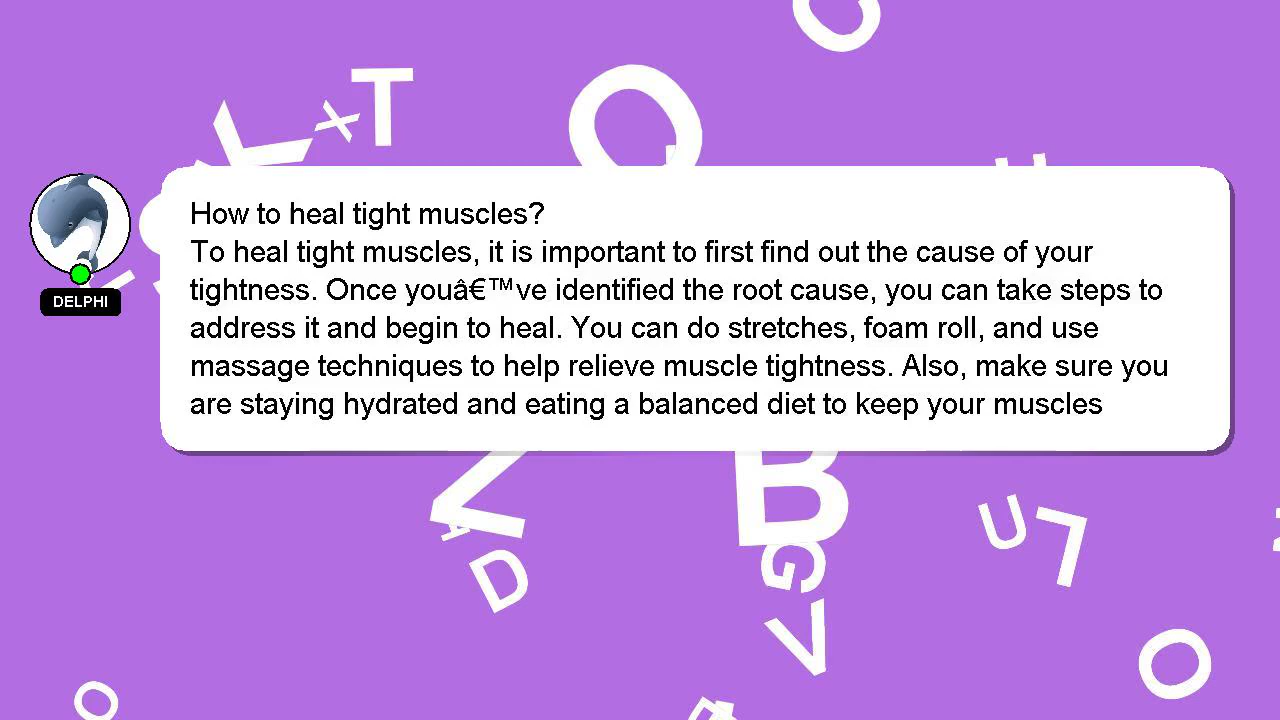 How to heal tight muscles?
To heal tight muscles, it is important to first find out the cause of your
tightness. Once youâ€™ve identified the root cause, you can take steps to
address it and begin to heal. You can do stretches, foam roll, and use
massage techniques to help relieve muscle tightness. Also, make sure you
are staying hydrated and eating a balanced diet to keep your muscles
DELPHI